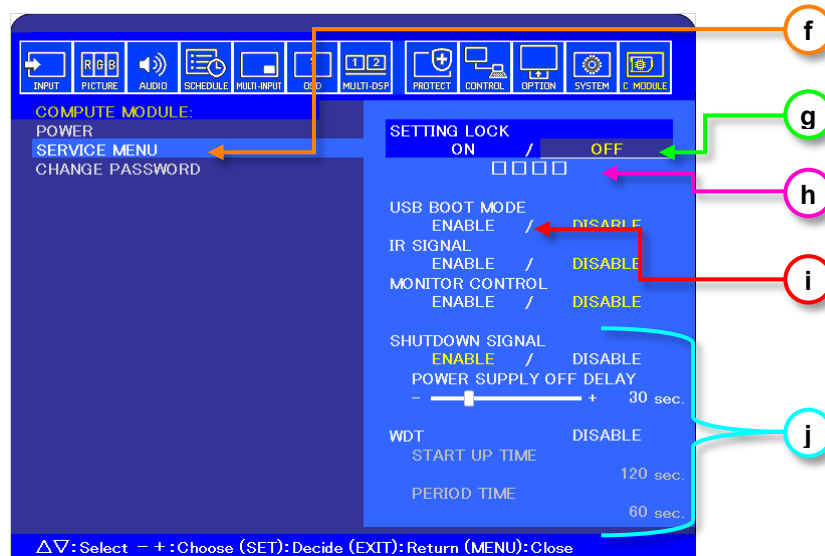 f
INPUT RGB PICTURE AUDIO SCHEDULE MULTI-INPUT OSD 1 2 MULTI-DSP PROTECT CONTROL OPTION SYSTEM C MODULE
COMPUTE MODULE:
POWER
SERVICE MENU
CHANGE PASSWORD
SETTING LOCK
ON / OFF
g
h
USB BOOT MODE
ENABLE / DISABLE
i
IR SIGNAL
ENABLE / DISABLE
MONITOR CONTROL
ENABLE / DISABLE
SHUTDOWN SIGNAL
ENABLE / DISABLE
POWER SUPPLY OFF DELAY
- + 30 sec.
j
WDT DISABLE
START UP TIME
120 sec.
PERIOD TIME
60 sec.
△▽:Select -+:Choose (SET):Decide (EXIT):Return (MENU):Close